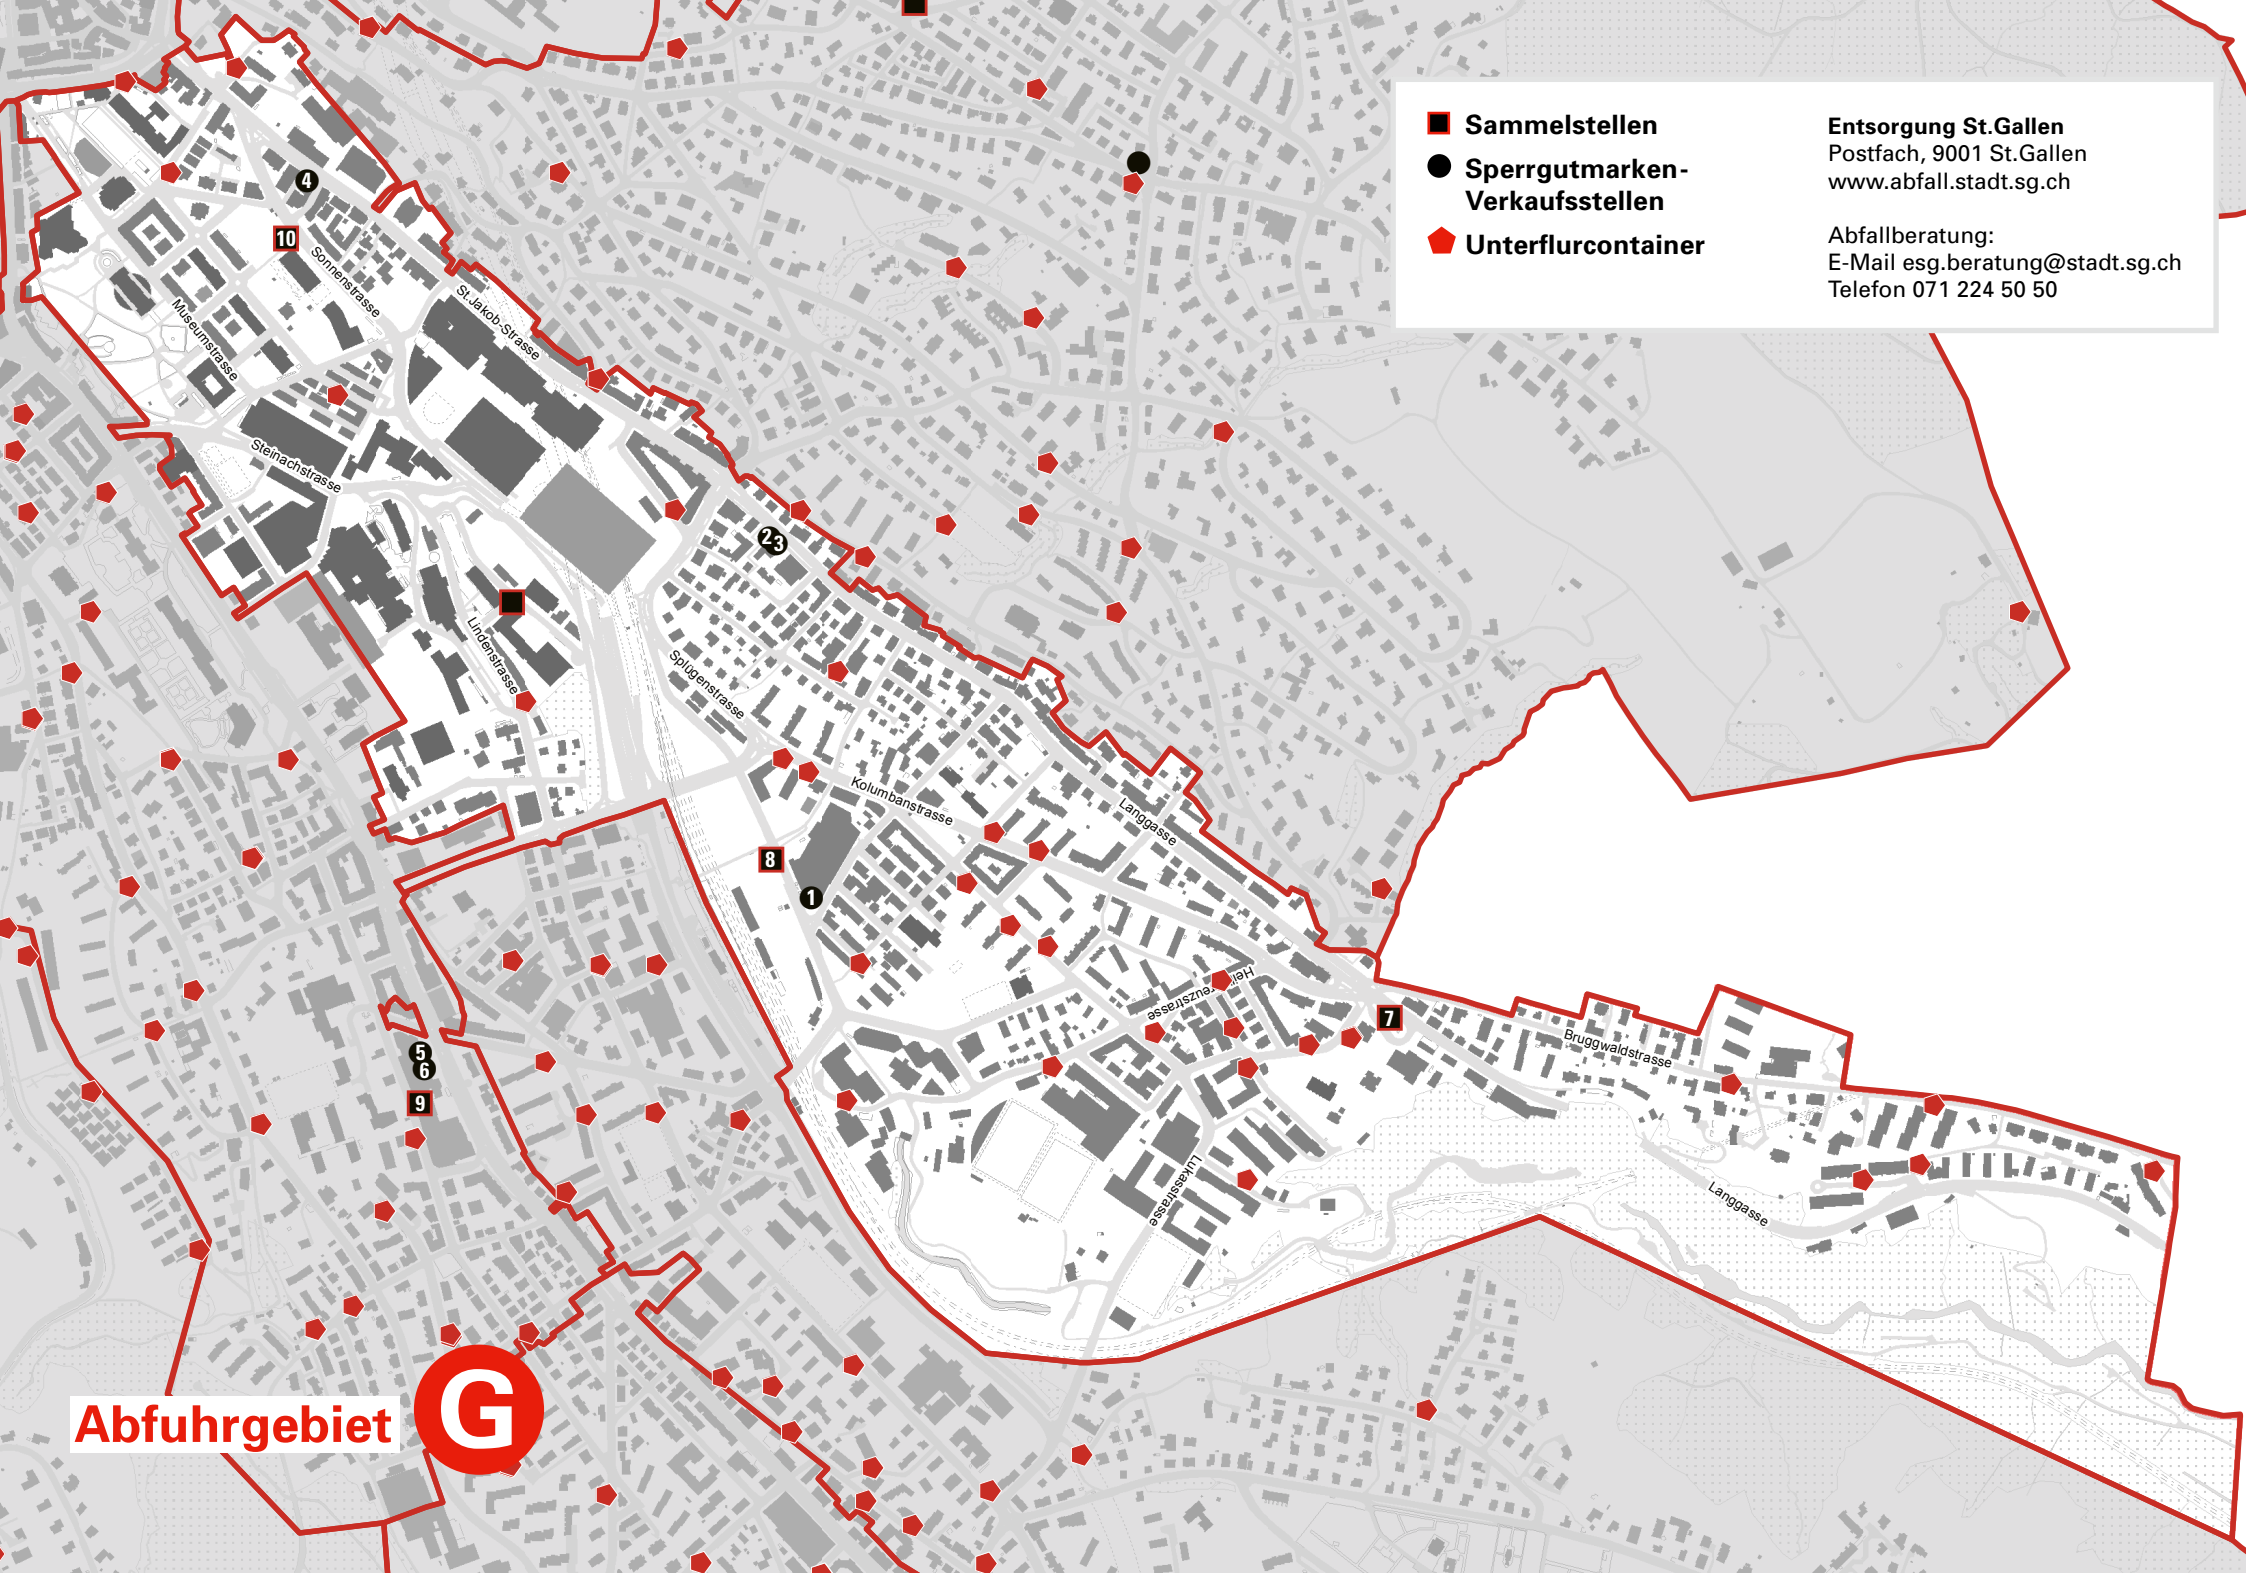 Sammelstellen
Sperrgutmarken-
Verkaufsstellen
Unterflurcontainer
Entsorgung St.Gallen
Postfach, 9001 St.Gallen
www.abfall.stadt.sg.ch
Abfallberatung:
E-Mail esg.beratung@stadt.sg.ch
Telefon 071 224 50 50
4
10
Sonnenstrasse
St.Jakob-Strasse
Museumstrasse
Steinachstrasse
2
3
Lindenstrasse
Splügenstrasse
Kolumbanstrasse
Langgasse
8
1
7
Bruggwaldstrasse
5
6
9
Lukasstrasse
Langgasse
Abfuhrgebiet
G